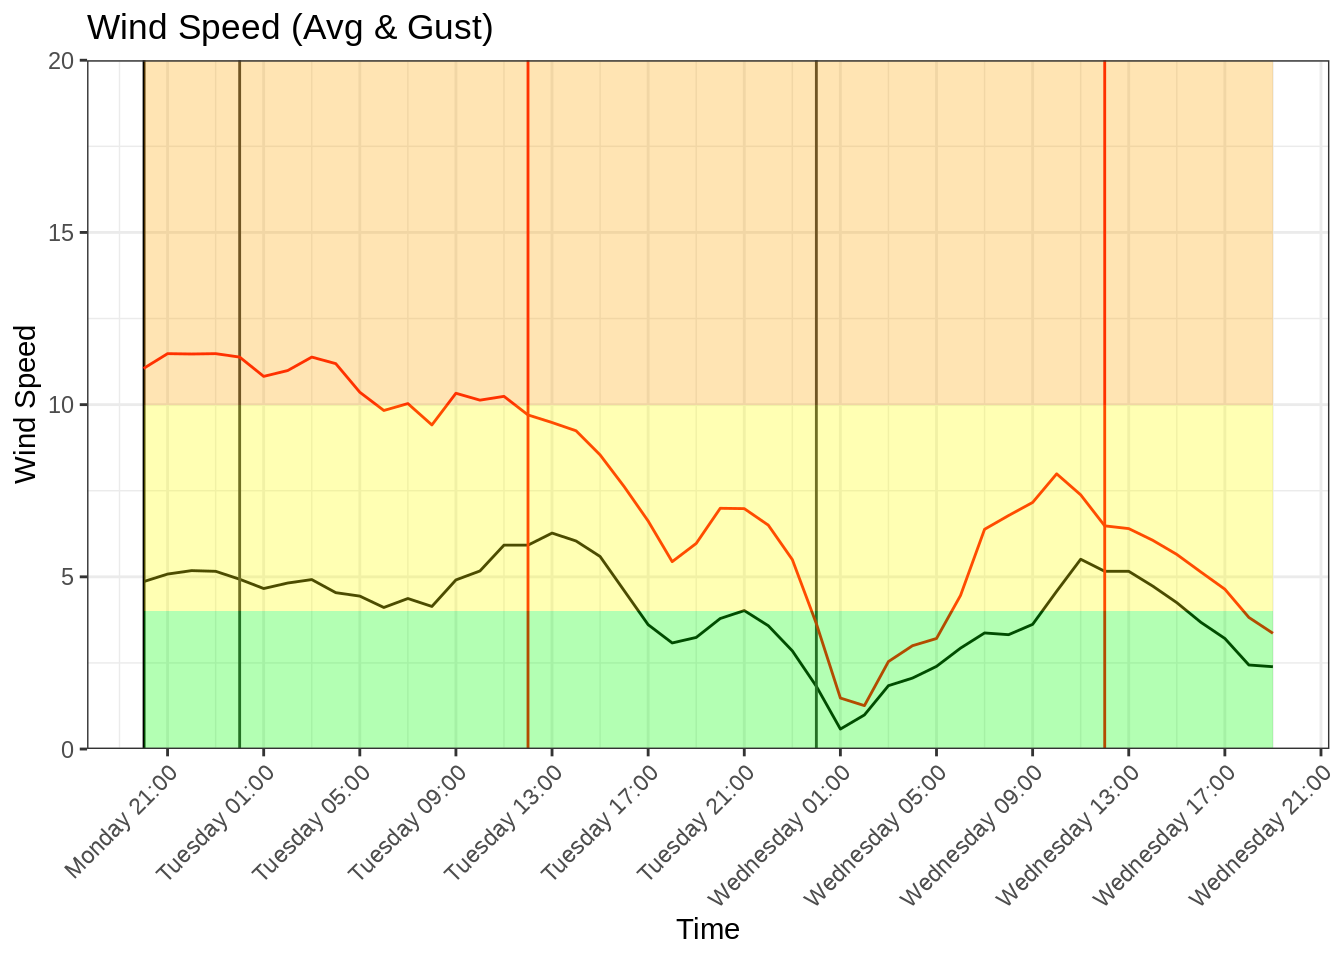 Wind Speed (Avg & Gust)
20
15
10
5
0
Wind Speed
Monday 21:00
Tuesday 01:00
Tuesday 05:00
Tuesday 09:00
Tuesday 13:00
Tuesday 17:00
Tuesday 21:00
Wednesday 01:00
Wednesday 05:00
Wednesday 09:00
Wednesday 13:00
Wednesday 17:00
Wednesday 21:00
Time